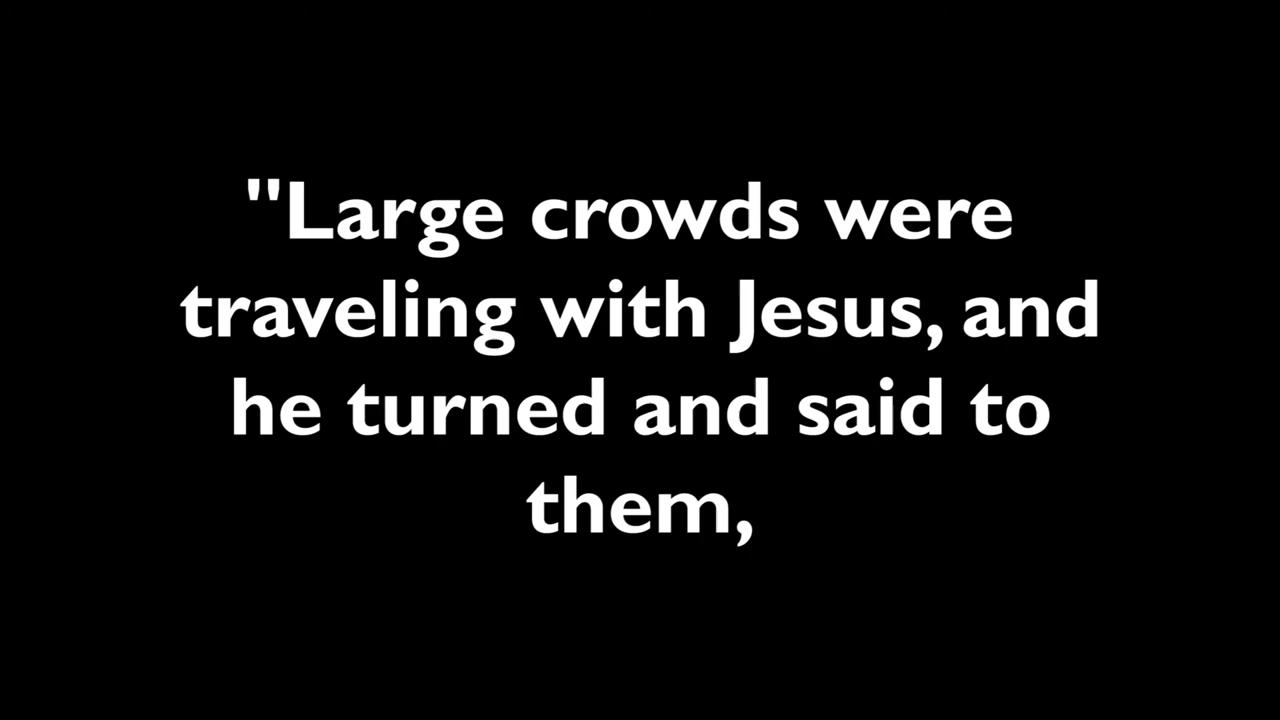 "Large crowds were
traveling with Jesus, and
he turned and said to
them,